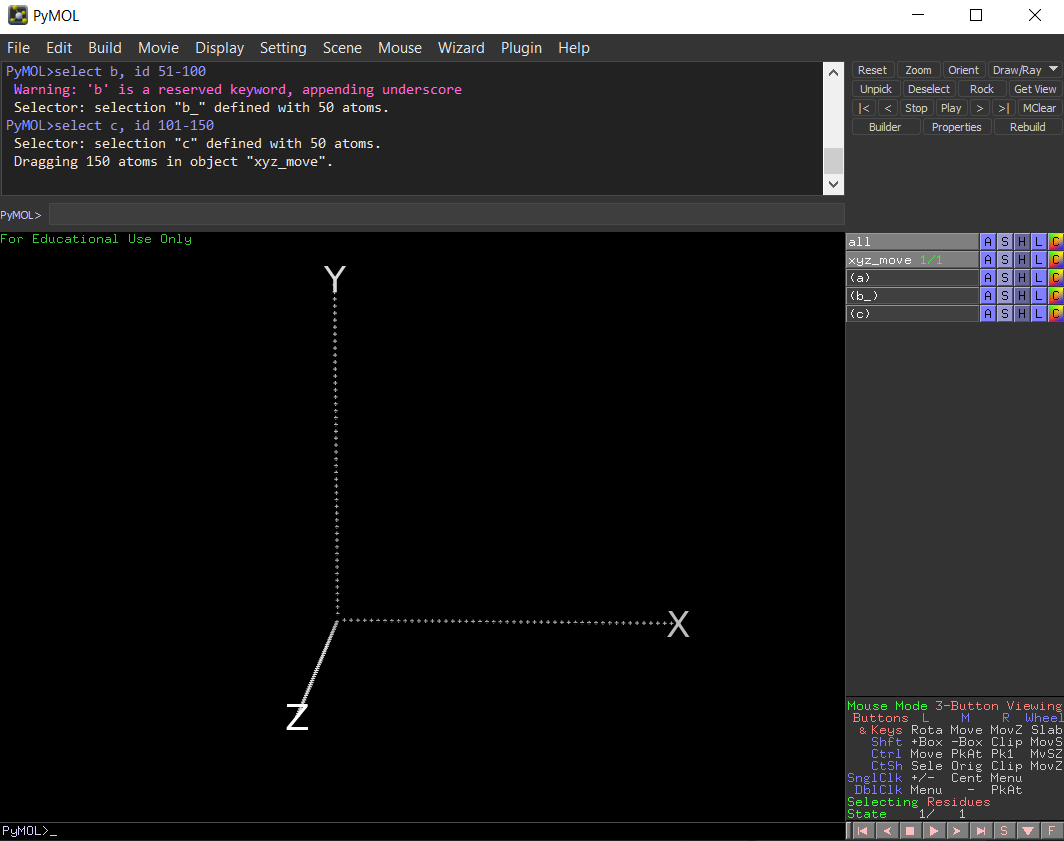 PyMOL
File Edit Build Movie Display Setting Scene Mouse Wizard Plugin Help
PyMOL>select b, id 51-100
Warning: 'b' is a reserved keyword, appending underscore
Selector: selection "b_" defined with 50 atoms.
PyMOL>select c, id 101-150
Selector: selection "c" defined with 50 atoms.
Dragging 150 atoms in object "xyz_move".
PyMOL>
Reset Zoom Orient Draw/Ray
Unpick Deselect Rock Get View
|< < Stop Play > >| MClear
Builder Properties Rebuild
For Educational Use Only
Y
X
Z
all A S H L C
xyz_move 1/1 A S H L C
(a) A S H L C
(b_) A S H L C
(c) A S H L C
Mouse Mode 3-Button Viewing
Buttons L M R Wheel
& Keys Rota Move MovZ Slab
Shft +Box -Box Clip MovS
Ctrl Move PkAt Pk1 MvSZ
CtSh Sele Orig Clip MovZ
SnglClk +/- Cent Menu
DblClk Menu - PkAt
Selecting Residues
State 1/ 1
PyMOL>_
S F